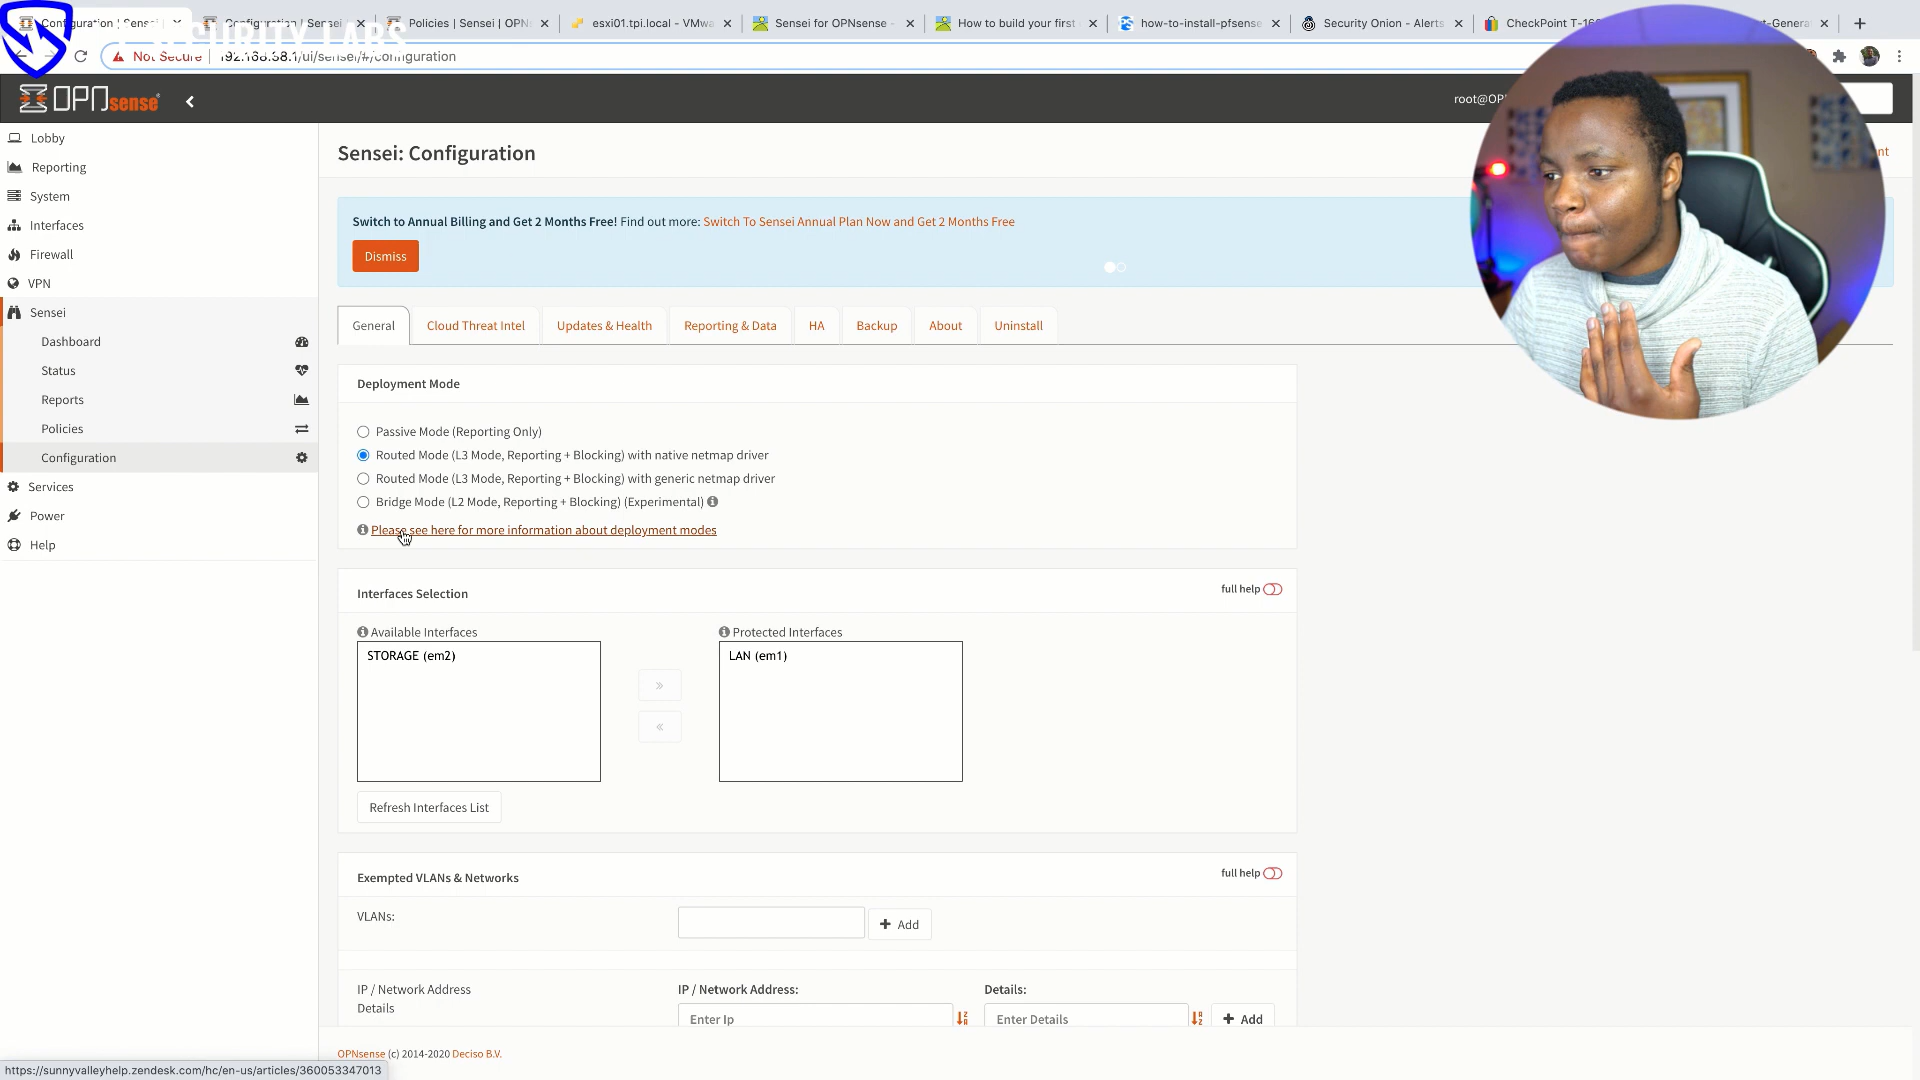 Configuration | Sensei
Configuration | Sensei
Policies | Sensei | OPN
esxi01.tpi.local – VMwa
Sensei for OPNsense -
How to build your first
how-to-install-pfsense
Security Onion - Alerts
CheckPoint T-16
t-Genera
SECURITY LABS
Not Secure
192.168.58.1/ui/sensei/#/configuration
OPNsense
root@OP
nt
Lobby
Reporting
System
Interfaces
Firewall
VPN
Sensei
Dashboard
Status
Reports
Policies
Configuration
Services
Power
Help
Sensei: Configuration
Switch to Annual Billing and Get 2 Months Free! Find out more: Switch To Sensei Annual Plan Now and Get 2 Months Free
Dismiss
General
Cloud Threat Intel
Updates & Health
Reporting & Data
HA
Backup
About
Uninstall
Deployment Mode
Passive Mode (Reporting Only)
Routed Mode (L3 Mode, Reporting + Blocking) with native netmap driver
Routed Mode (L3 Mode, Reporting + Blocking) with generic netmap driver
Bridge Mode (L2 Mode, Reporting + Blocking) (Experimental)
Please see here for more information about deployment modes
Interfaces Selection
full help
Available Interfaces
Protected Interfaces
STORAGE (em2)
LAN (em1)
»
«
Refresh Interfaces List
Exempted VLANs & Networks
full help
VLANs:
+ Add
IP / Network Address
Details
IP / Network Address:
Details:
Enter Ip
Enter Details
+ Add
OPNsense (c) 2014-2020 Deciso B.V.
https://sunnyvalleyhelp.zendesk.com/hc/en-us/articles/360053347013